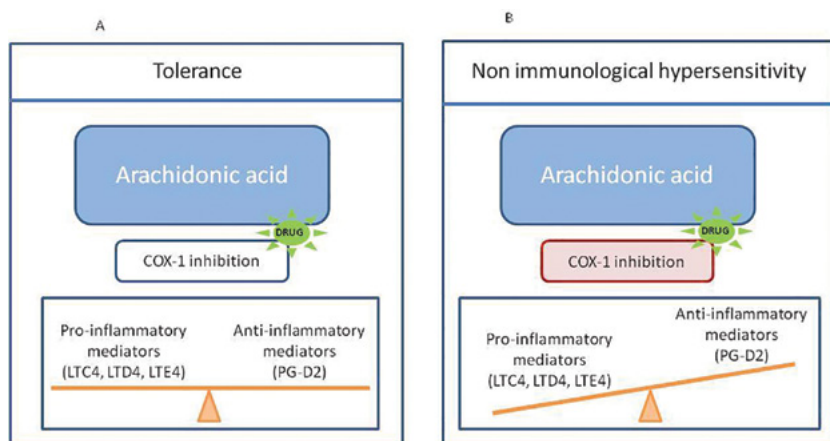 A
Tolerance
Arachidonic acid
DRUG
COX-1 inhibition
Pro-inflammatory
mediators
(LTC4, LTD4, LTE4)
Anti-inflammatory
mediators
(PG-D2)
B
Non immunological hypersensitivity
Arachidonic acid
DRUG
COX-1 inhibition
Pro-inflammatory
mediators
(LTC4, LTD4, LTE4)
Anti-inflammatory
mediators
(PG-D2)